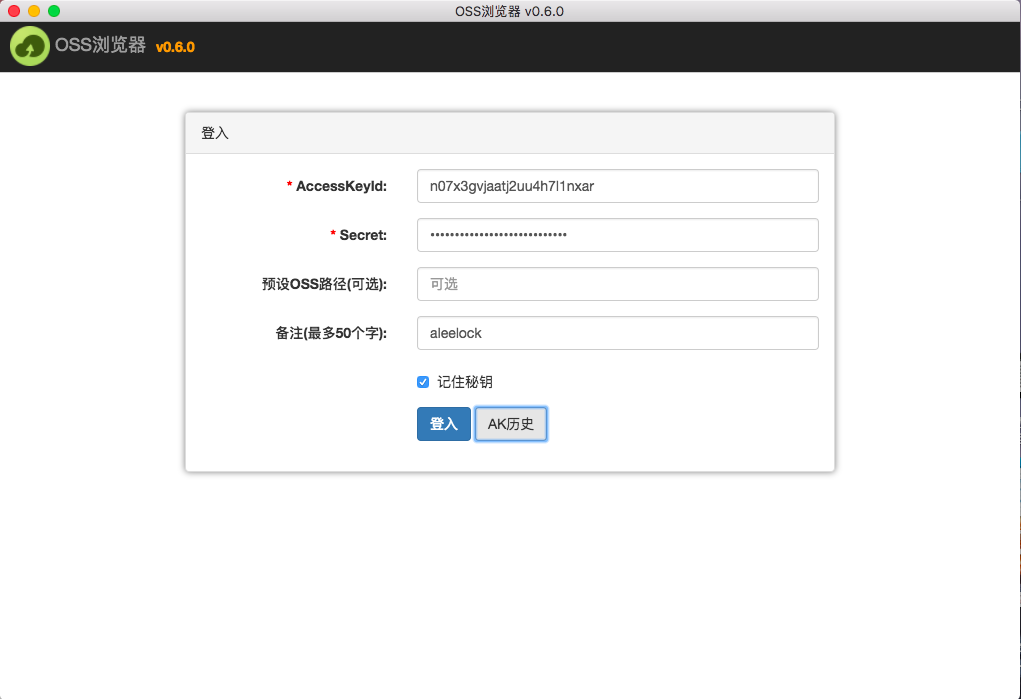 OSS浏览器 v0.6.0
OSS浏览器 v0.6.0
登入
* AccessKeyId: n07x3gvjaatj2uu4h7l1nxar
* Secret: ••••••••••••••••••••••••••••
预设OSS路径(可选): 可选
备注(最多50个字): aleelock
记住秘钥
登入 AK历史